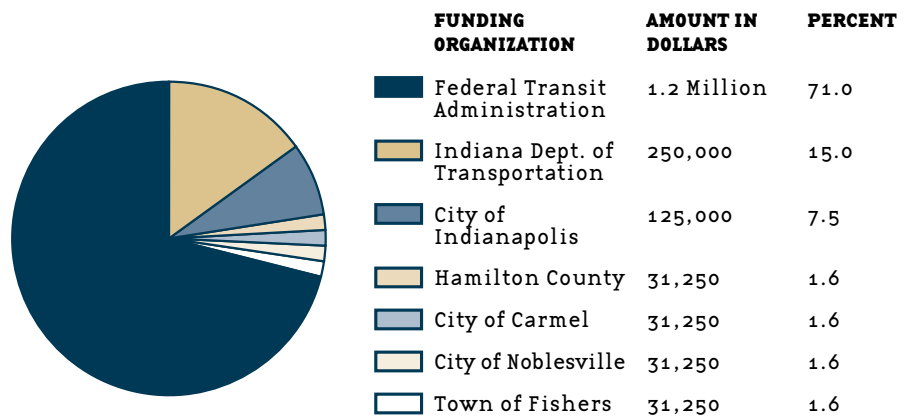 FUNDING ORGANIZATION AMOUNT IN DOLLARS PERCENT
Federal Transit Administration 1.2 Million 71.0
Indiana Dept. of Transportation 250,000 15.0
City of Indianapolis 125,000 7.5
Hamilton County 31,250 1.6
City of Carmel 31,250 1.6
City of Noblesville 31,250 1.6
Town of Fishers 31,250 1.6